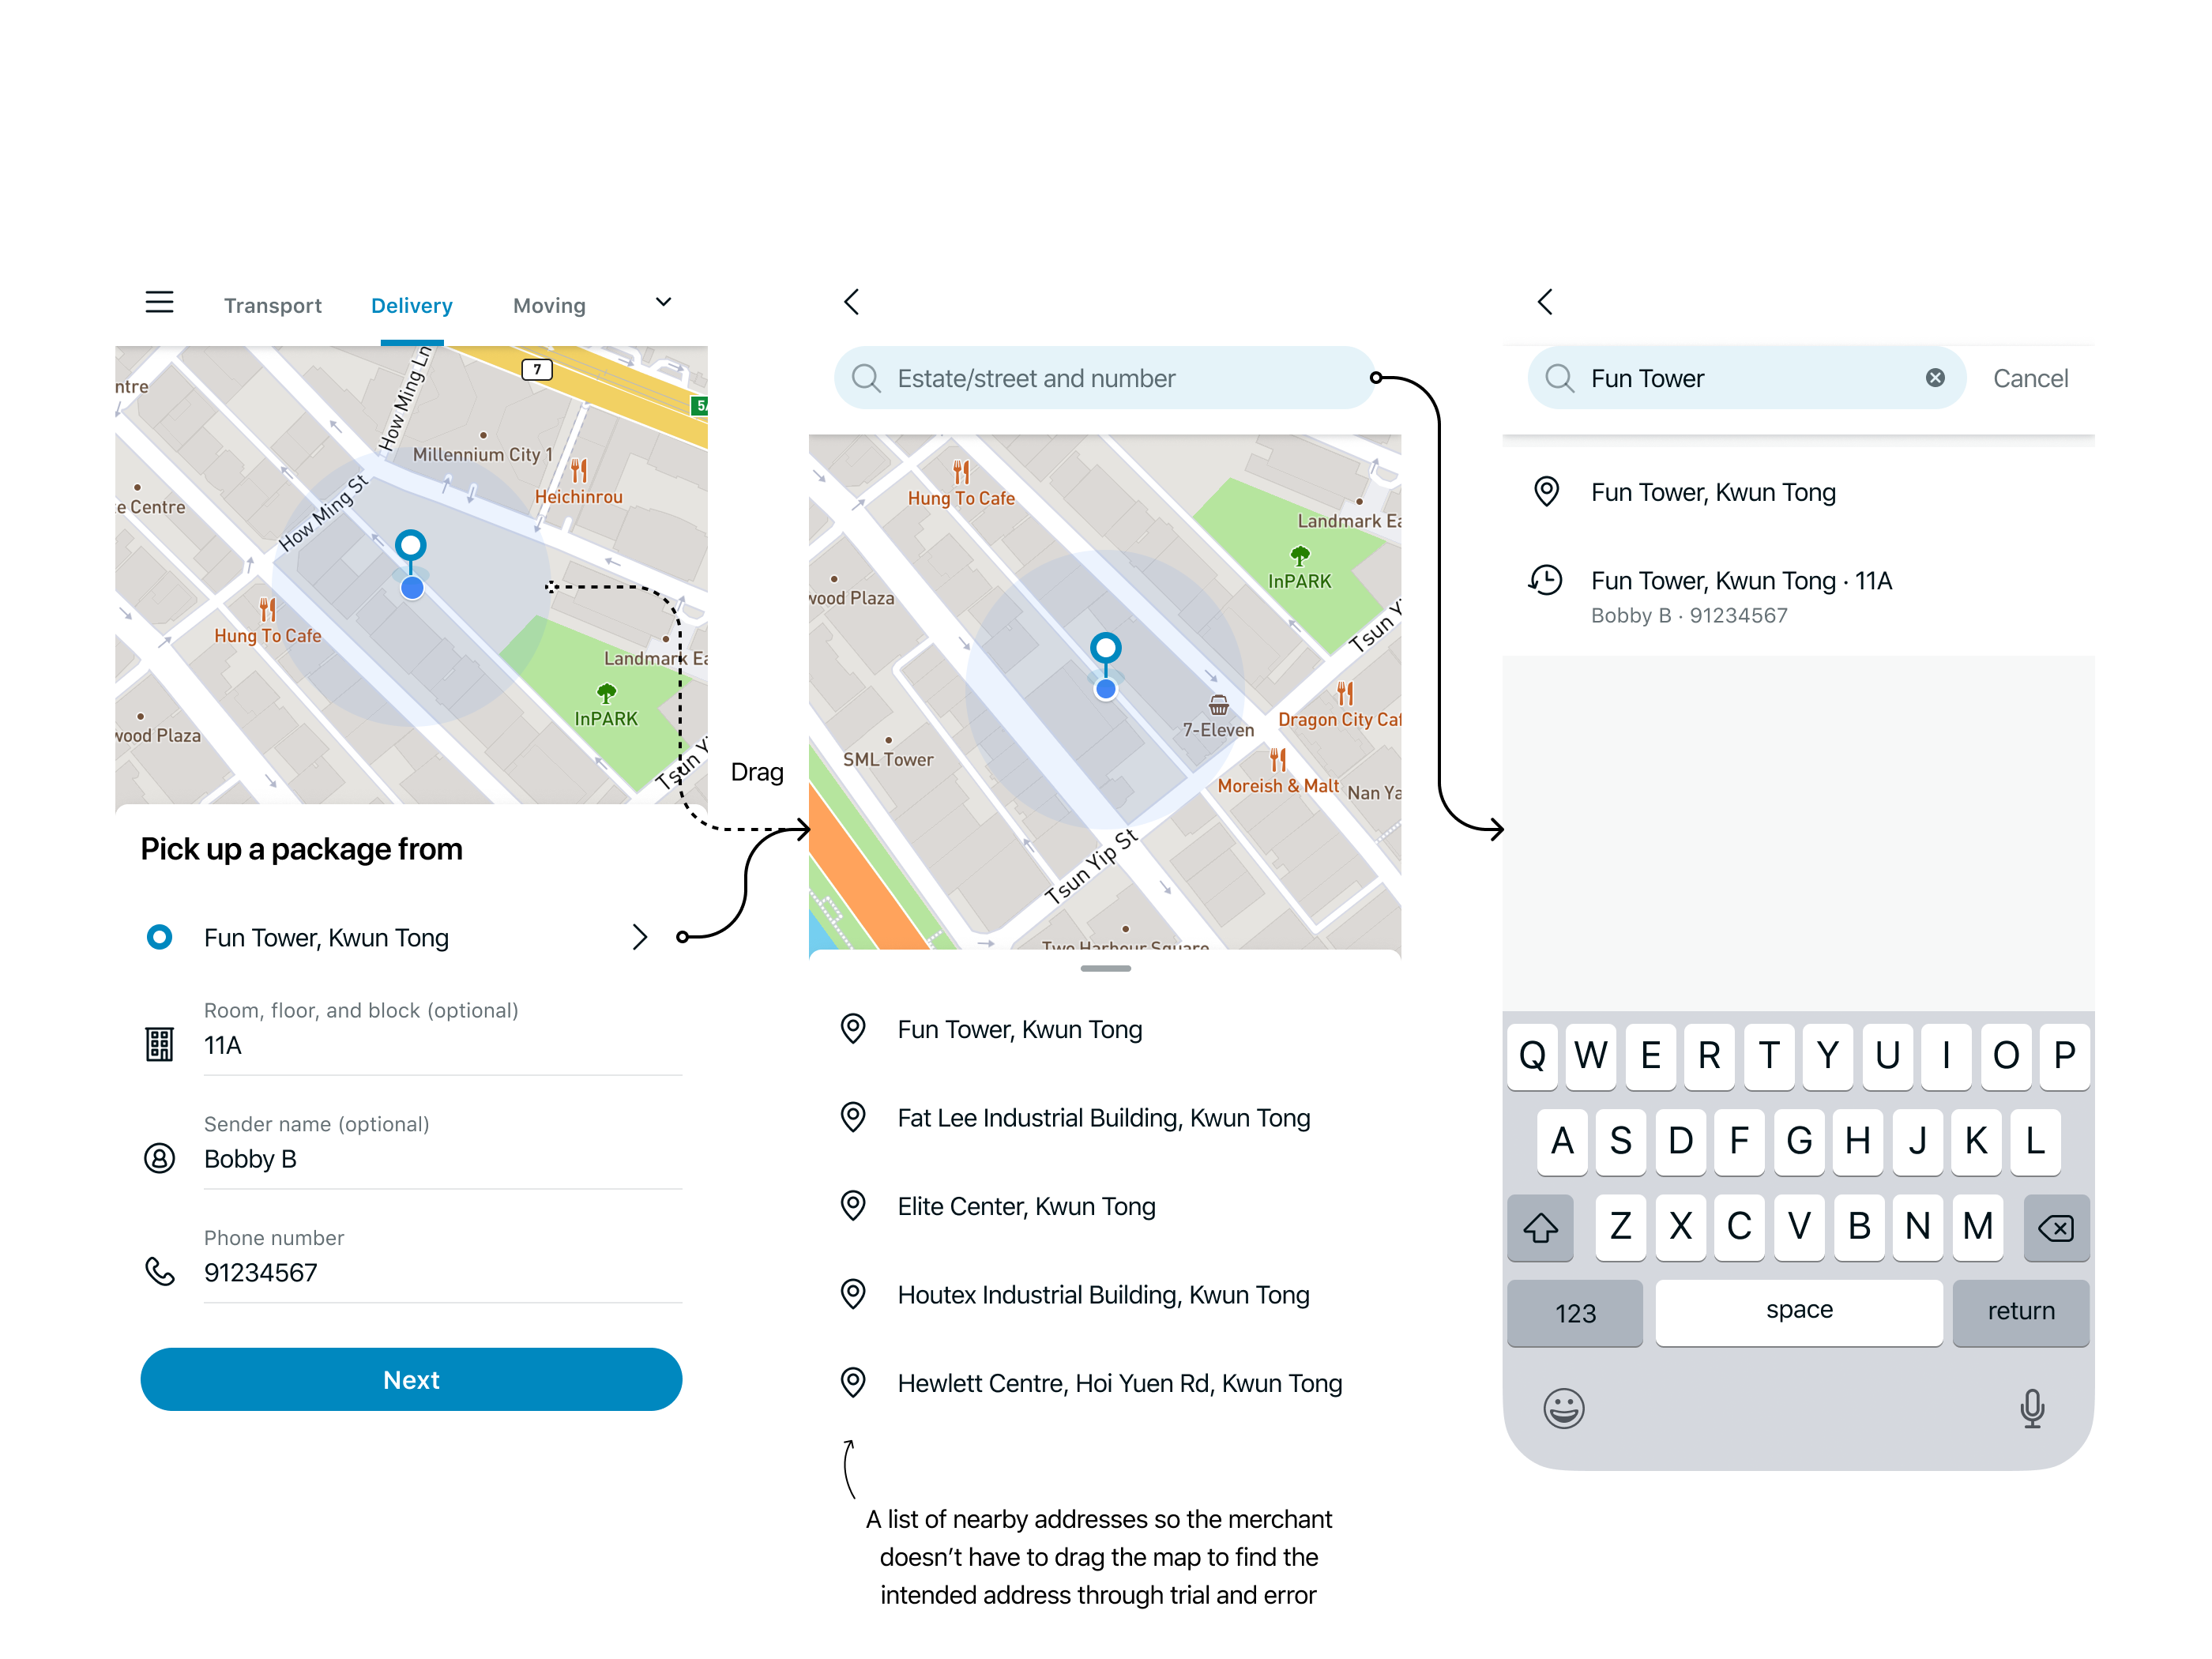 Transport
Delivery
Moving
ntre
How Ming Ln
7
5
Millennium City 1
Heichinrou
e Centre
How Ming St
Hung To Cafe
Landmark Ea
InPARK
wood Plaza
Tsun Y
Drag
Pick up a package from
Fun Tower, Kwun Tong
Room, floor, and block (optional)
11A
Sender name (optional)
Bobby B
Phone number
91234567
Next
Estate/street and number
Hung To Cafe
Landmark Ea
InPARK
wood Plaza
Tsun Y
7-Eleven
Dragon City Caf
SML Tower
Moreish & Malt
Nan Ya
Tsun Yip St
Two Harbour Square
Fun Tower, Kwun Tong
Fat Lee Industrial Building, Kwun Tong
Elite Center, Kwun Tong
Houtex Industrial Building, Kwun Tong
Hewlett Centre, Hoi Yuen Rd, Kwun Tong
A list of nearby addresses so the merchant
doesn’t have to drag the map to find the
intended address through trial and error
Fun Tower
Cancel
Fun Tower, Kwun Tong
Fun Tower, Kwun Tong · 11A
Bobby B · 91234567
Q W E R T Y U I O P
A S D F G H J K L
Z X C V B N M
123 space return